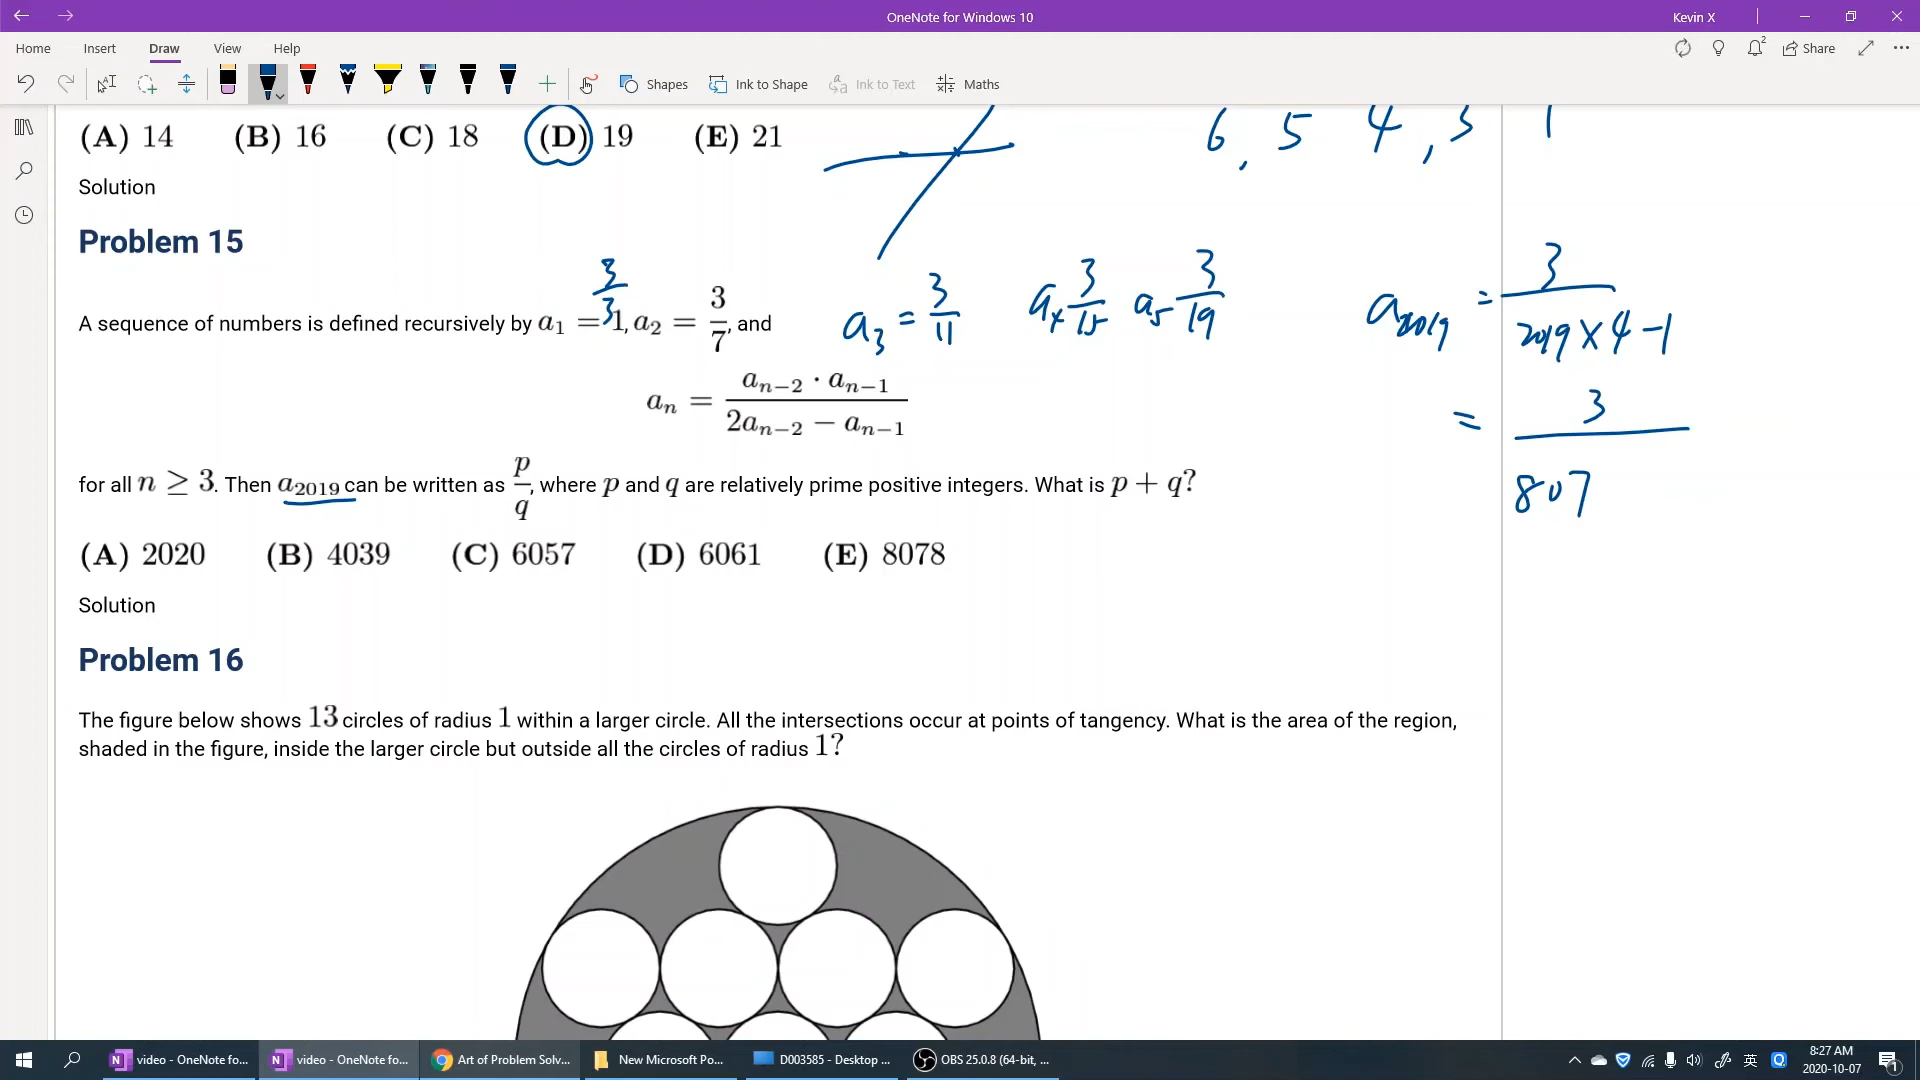 OneNote for Windows 10
Kevin X
Home Insert Draw View Help
Share
Shapes Ink to Shape Ink to Text Maths
(A) 14 (B) 16 (C) 18 (D) 19 (E) 21
6, 5 4, 3 1
Solution
Problem 15
A sequence of numbers is defined recursively by a₁ = 1, a₂ = 3/7, and
3/3
a₃ = 3/11 a₄ 3/15 a₅ 3/19
a₂₀₁₉ = 3/(2019×4-1)
= 3/807
aₙ = (aₙ₋₂ · aₙ₋₁)/(2aₙ₋₂ − aₙ₋₁)
for all n ≥ 3. Then a₂₀₁₉ can be written as p/q, where p and q are relatively prime positive integers. What is p + q?
(A) 2020 (B) 4039 (C) 6057 (D) 6061 (E) 8078
Solution
Problem 16
The figure below shows 13 circles of radius 1 within a larger circle. All the intersections occur at points of tangency. What is the area of the region,
shaded in the figure, inside the larger circle but outside all the circles of radius 1?
video - OneNote fo... video - OneNote fo... Art of Problem Solv... New Microsoft Po... D003585 - Desktop ... OBS 25.0.8 (64-bit, ...
英
8:27 AM
2020-10-07